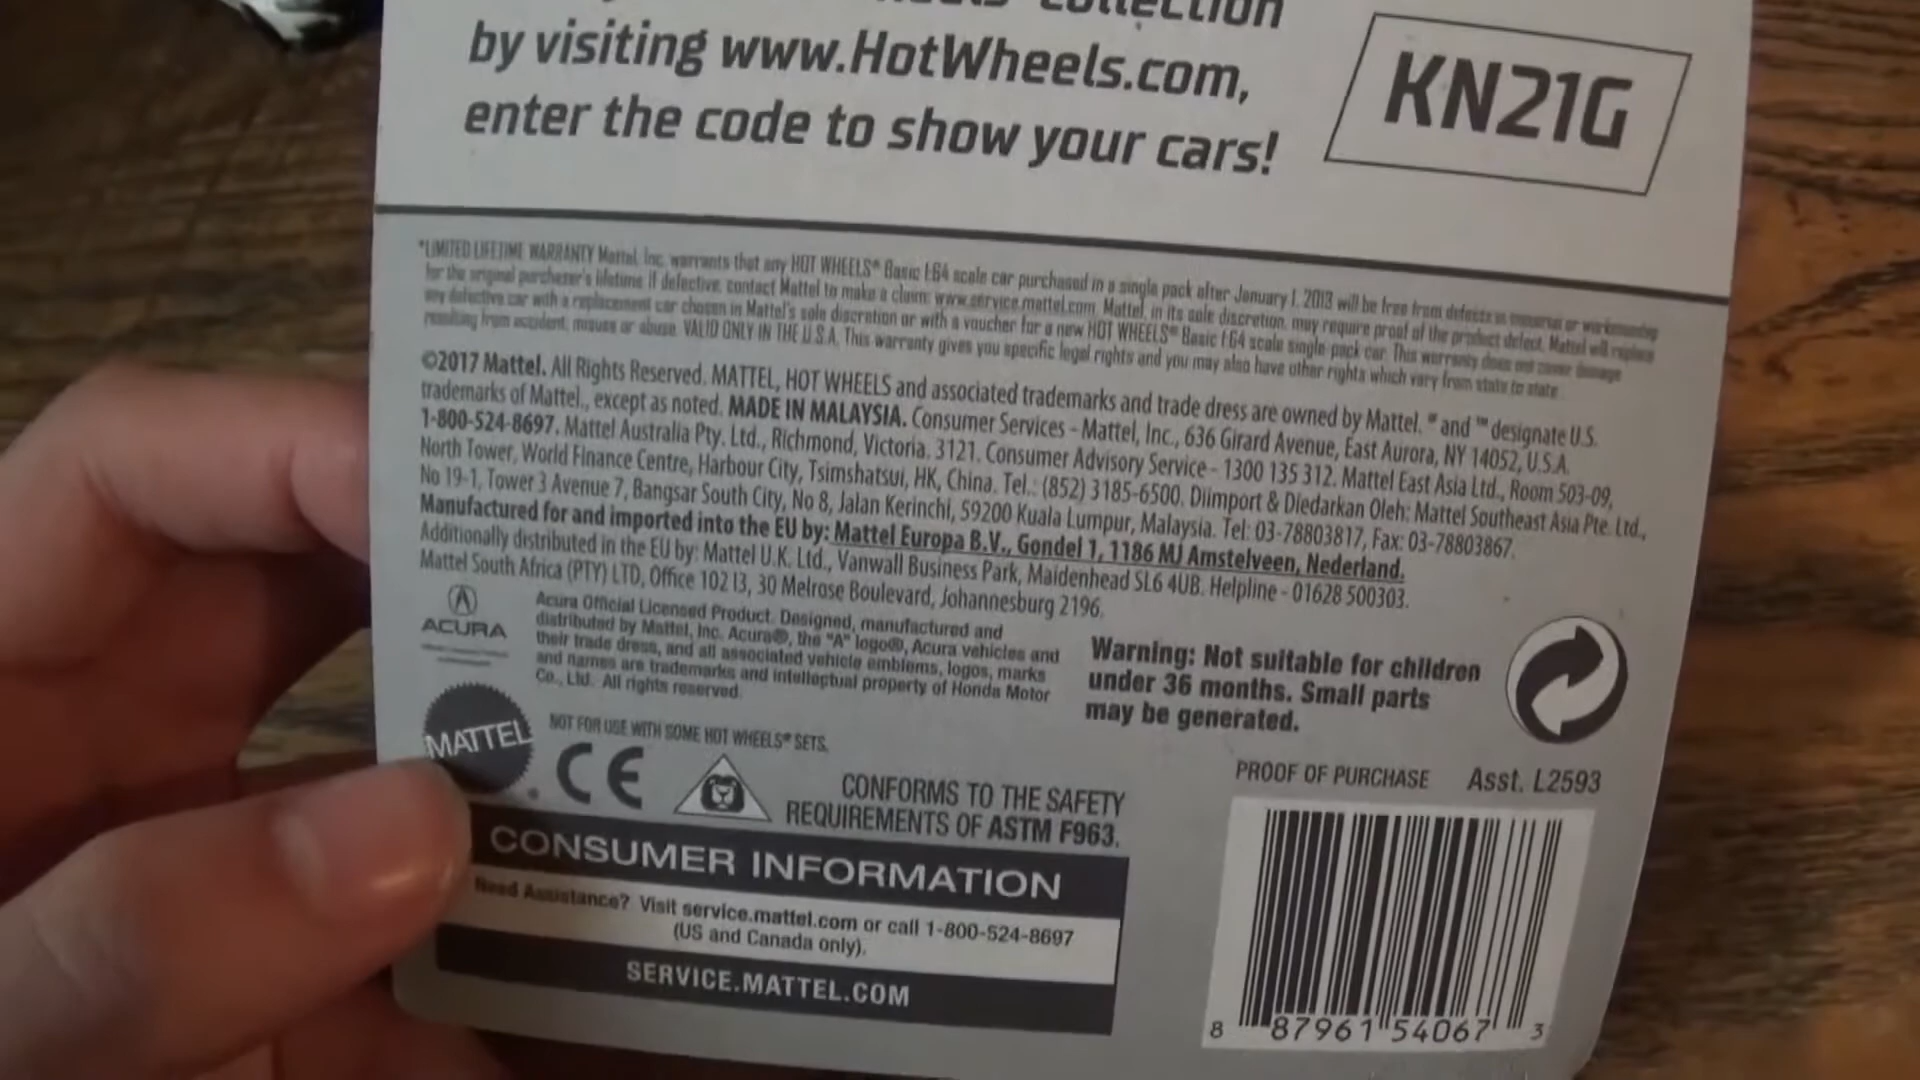 Collection
by visiting www.HotWheels.com,
enter the code to show your cars!
KN21G
*LIMITED LIFETIME WARRANTY Mattel, Inc. warrants that any HOT WHEELS® Basic 1:64 scale car purchased in a single pack after January 1, 2013 will be free from defects in material or workmanship
for the original purchaser's lifetime. If defective, contact Mattel to make a claim: www.service.mattel.com. Mattel, in its sole discretion, may require proof of the product defect. Mattel will replace
any defective car with a replacement car chosen in Mattel's sole discretion or with a voucher for a new HOT WHEELS® Basic 1:64 scale single pack car. This warranty does not cover damage
resulting from accident, misuse or abuse. VALID ONLY IN THE U.S.A. This warranty gives you specific legal rights and you may also have other rights which vary from state to state.
©2017 Mattel. All Rights Reserved. MATTEL, HOT WHEELS and associated trademarks and trade dress are owned by Mattel. ® and ™ designate U.S.
trademarks of Mattel., except as noted. MADE IN MALAYSIA. Consumer Services - Mattel, Inc., 636 Girard Avenue, East Aurora, NY 14052, U.S.A.
1-800-524-8697. Mattel Australia Pty. Ltd., Richmond, Victoria. 3121. Consumer Advisory Service - 1300 135 312. Mattel East Asia Ltd., Room 503-09,
North Tower, World Finance Centre, Harbour City, Tsimshatsui, HK, China. Tel.: (852) 3185-6500. Diimport & Diedarkan Oleh: Mattel Southeast Asia Pte. Ltd.,
No 19-1, Tower 3 Avenue 7, Bangsar South City, No 8, Jalan Kerinchi, 59200 Kuala Lumpur, Malaysia. Tel: 03-78803817, Fax: 03-78803867.
Manufactured for and imported into the EU by: Mattel Europa B.V., Gondel 1, 1186 MJ Amstelveen, Nederland.
Additionally distributed in the EU by: Mattel U.K. Ltd., Vanwall Business Park, Maidenhead SL6 4UB. Helpline - 01628 500303.
Mattel South Africa (PTY) LTD, Office 102 I3, 30 Melrose Boulevard, Johannesburg 2196.
ACURA
Acura Official Licensed Product. Designed, manufactured and
distributed by Mattel, Inc. Acura®, the "A" logo®, Acura vehicles and
their trade dress, and all associated vehicle emblems, logos, marks
and names are trademarks and intellectual property of Honda Motor
Co., Ltd. All rights reserved.
Warning: Not suitable for children
under 36 months. Small parts
may be generated.
MATTEL
NOT FOR USE WITH SOME HOT WHEELS® SETS.
CE
CONFORMS TO THE SAFETY
REQUIREMENTS OF ASTM F963.
PROOF OF PURCHASE Asst. L2593
CONSUMER INFORMATION
Need Assistance? Visit service.mattel.com or call 1-800-524-8697
(US and Canada only).
SERVICE.MATTEL.COM
8 87961 54067 3